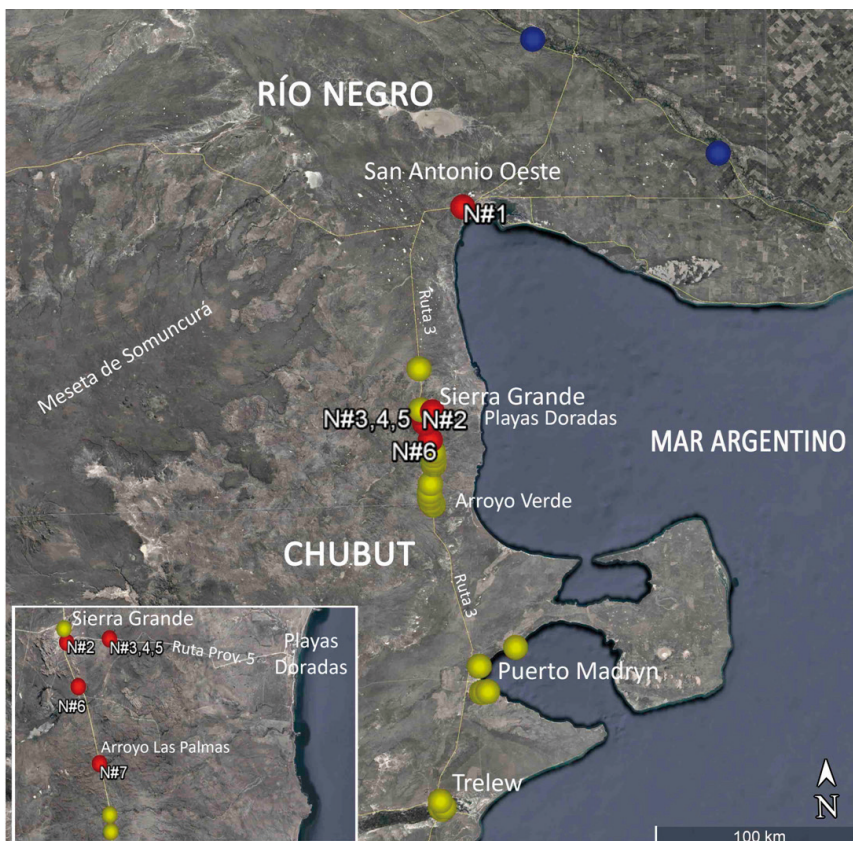 RÍO NEGRO
San Antonio Oeste
N#1
Ruta 3
Meseta de Somuncurá
Sierra Grande
N#3,4,5 N#2 Playas Doradas
N#6
MAR ARGENTINO
Arroyo Verde
CHUBUT
Ruta 3
Puerto Madryn
Trelew
N
100 km
Sierra Grande
N#2 N#3,4,5
Ruta Prov. 5
Playas
Doradas
N#6
Arroyo Las Palmas
N#7